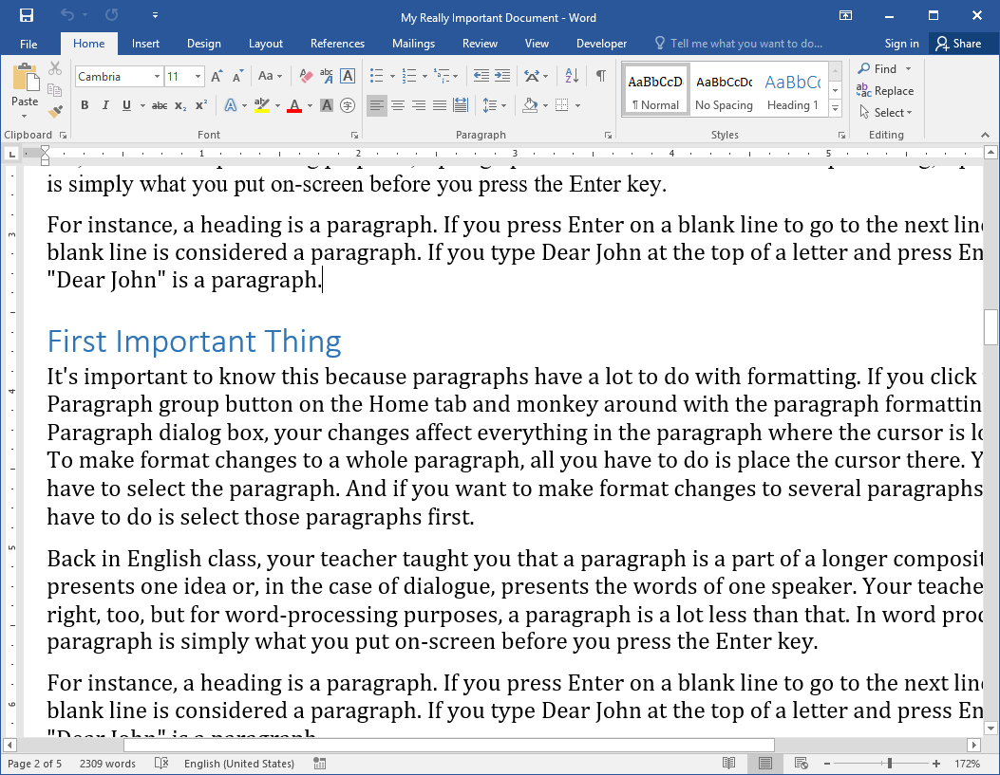 My Really Important Document - Word
File Home Insert Design Layout References Mailings Review View Developer Tell me what you want to do... Sign in Share
Cambria 11 Aa A
AaBbCcD AaBbCcDc AaBbCc
Find
Paste
Replace
B I U abc x₂ x² A ab A A
¶ Normal No Spacing Heading 1
Select
Clipboard Font Paragraph Styles Editing
1 2 3 4 5
is simply what you put on-screen before you press the Enter key.
For instance, a heading is a paragraph. If you press Enter on a blank line to go to the next
blank line is considered a paragraph. If you type Dear John at the top of a letter and press
"Dear John" is a paragraph.
First Important Thing
It's important to know this because paragraphs have a lot to do with formatting. If you click
Paragraph group button on the Home tab and monkey around with the paragraph
Paragraph dialog box, your changes affect everything in the paragraph where the cursor is
To make format changes to a whole paragraph, all you have to do is place the cursor there.
have to select the paragraph. And if you want to make format changes to several paragraphs
have to do is select those paragraphs first.
Back in English class, your teacher taught you that a paragraph is a part of a longer
presents one idea or, in the case of dialogue, presents the words of one speaker. Your
right, too, but for word-processing purposes, a paragraph is a lot less than that. In word
paragraph is simply what you put on-screen before you press the Enter key.
For instance, a heading is a paragraph. If you press Enter on a blank line to go to the next
blank line is considered a paragraph. If you type Dear John at the top of a letter and press
"Dear John" is a paragraph.
Page 2 of 5 2309 words English (United States) 172%